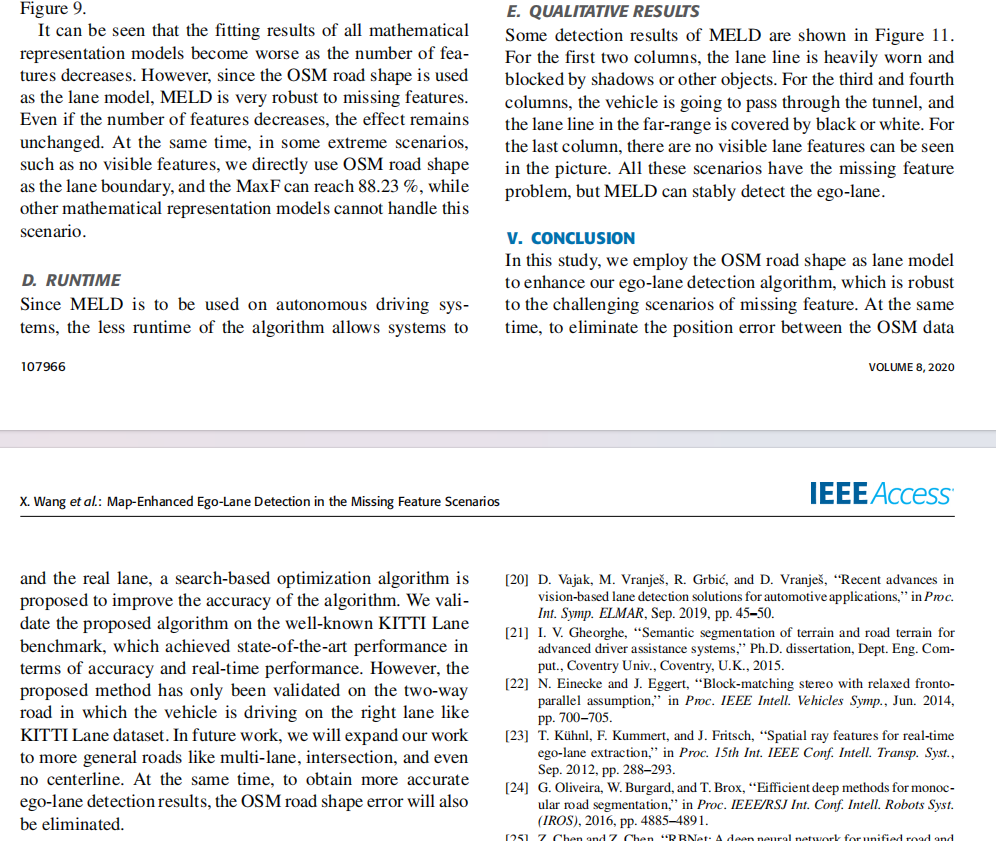 Figure 9.
It can be seen that the fitting results of all mathematical
representation models become worse as the number of fea-
tures decreases. However, since the OSM road shape is used
as the lane model, MELD is very robust to missing features.
Even if the number of features decreases, the effect remains
unchanged. At the same time, in some extreme scenarios,
such as no visible features, we directly use OSM road shape
as the lane boundary, and the MaxF can reach 88.23 %, while
other mathematical representation models cannot handle this
scenario.
D. RUNTIME
Since MELD is to be used on autonomous driving sys-
tems, the less runtime of the algorithm allows systems to
E. QUALITATIVE RESULTS
Some detection results of MELD are shown in Figure 11.
For the first two columns, the lane line is heavily worn and
blocked by shadows or other objects. For the third and fourth
columns, the vehicle is going to pass through the tunnel, and
the lane line in the far-range is covered by black or white. For
the last column, there are no visible lane features can be seen
in the picture. All these scenarios have the missing feature
problem, but MELD can stably detect the ego-lane.
V. CONCLUSION
In this study, we employ the OSM road shape as lane model
to enhance our ego-lane detection algorithm, which is robust
to the challenging scenarios of missing feature. At the same
time, to eliminate the position error between the OSM data
107966
VOLUME 8, 2020
X. Wang et al.: Map-Enhanced Ego-Lane Detection in the Missing Feature Scenarios
IEEE Access
and the real lane, a search-based optimization algorithm is
proposed to improve the accuracy of the algorithm. We vali-
date the proposed algorithm on the well-known KITTI Lane
benchmark, which achieved state-of-the-art performance in
terms of accuracy and real-time performance. However, the
proposed method has only been validated on the two-way
road in which the vehicle is driving on the right lane like
KITTI Lane dataset. In future work, we will expand our work
to more general roads like multi-lane, intersection, and even
no centerline. At the same time, to obtain more accurate
ego-lane detection results, the OSM road shape error will also
be eliminated.
[20] D. Vajak, M. Vranješ, R. Grbić, and D. Vranješ, ‘‘Recent advances in
vision-based lane detection solutions for automotive applications,’’ in Proc.
Int. Symp. ELMAR, Sep. 2019, pp. 45–50.
[21] I. V. Gheorghe, ‘‘Semantic segmentation of terrain and road terrain for
advanced driver assistance systems,’’ Ph.D. dissertation, Dept. Eng. Com-
put., Coventry Univ., Coventry, U.K., 2015.
[22] N. Einecke and J. Eggert, ‘‘Block-matching stereo with relaxed fronto-
parallel assumption,’’ in Proc. IEEE Intell. Vehicles Symp., Jun. 2014,
pp. 700–705.
[23] T. Kühnl, F. Kummert, and J. Fritsch, ‘‘Spatial ray features for real-time
ego-lane extraction,’’ in Proc. 15th Int. IEEE Conf. Intell. Transp. Syst.,
Sep. 2012, pp. 288–293.
[24] G. Oliveira, W. Burgard, and T. Brox, ‘‘Eifficient deep methods for monoc-
ular road segmentation,’’ in Proc. IEEE/RSJ Int. Conf. Intell. Robots Syst.
(IROS), 2016, pp. 4885–4891.
[25] Z. Chen and Z. Chen, ‘‘RBNet: A deep neural network for unified road and